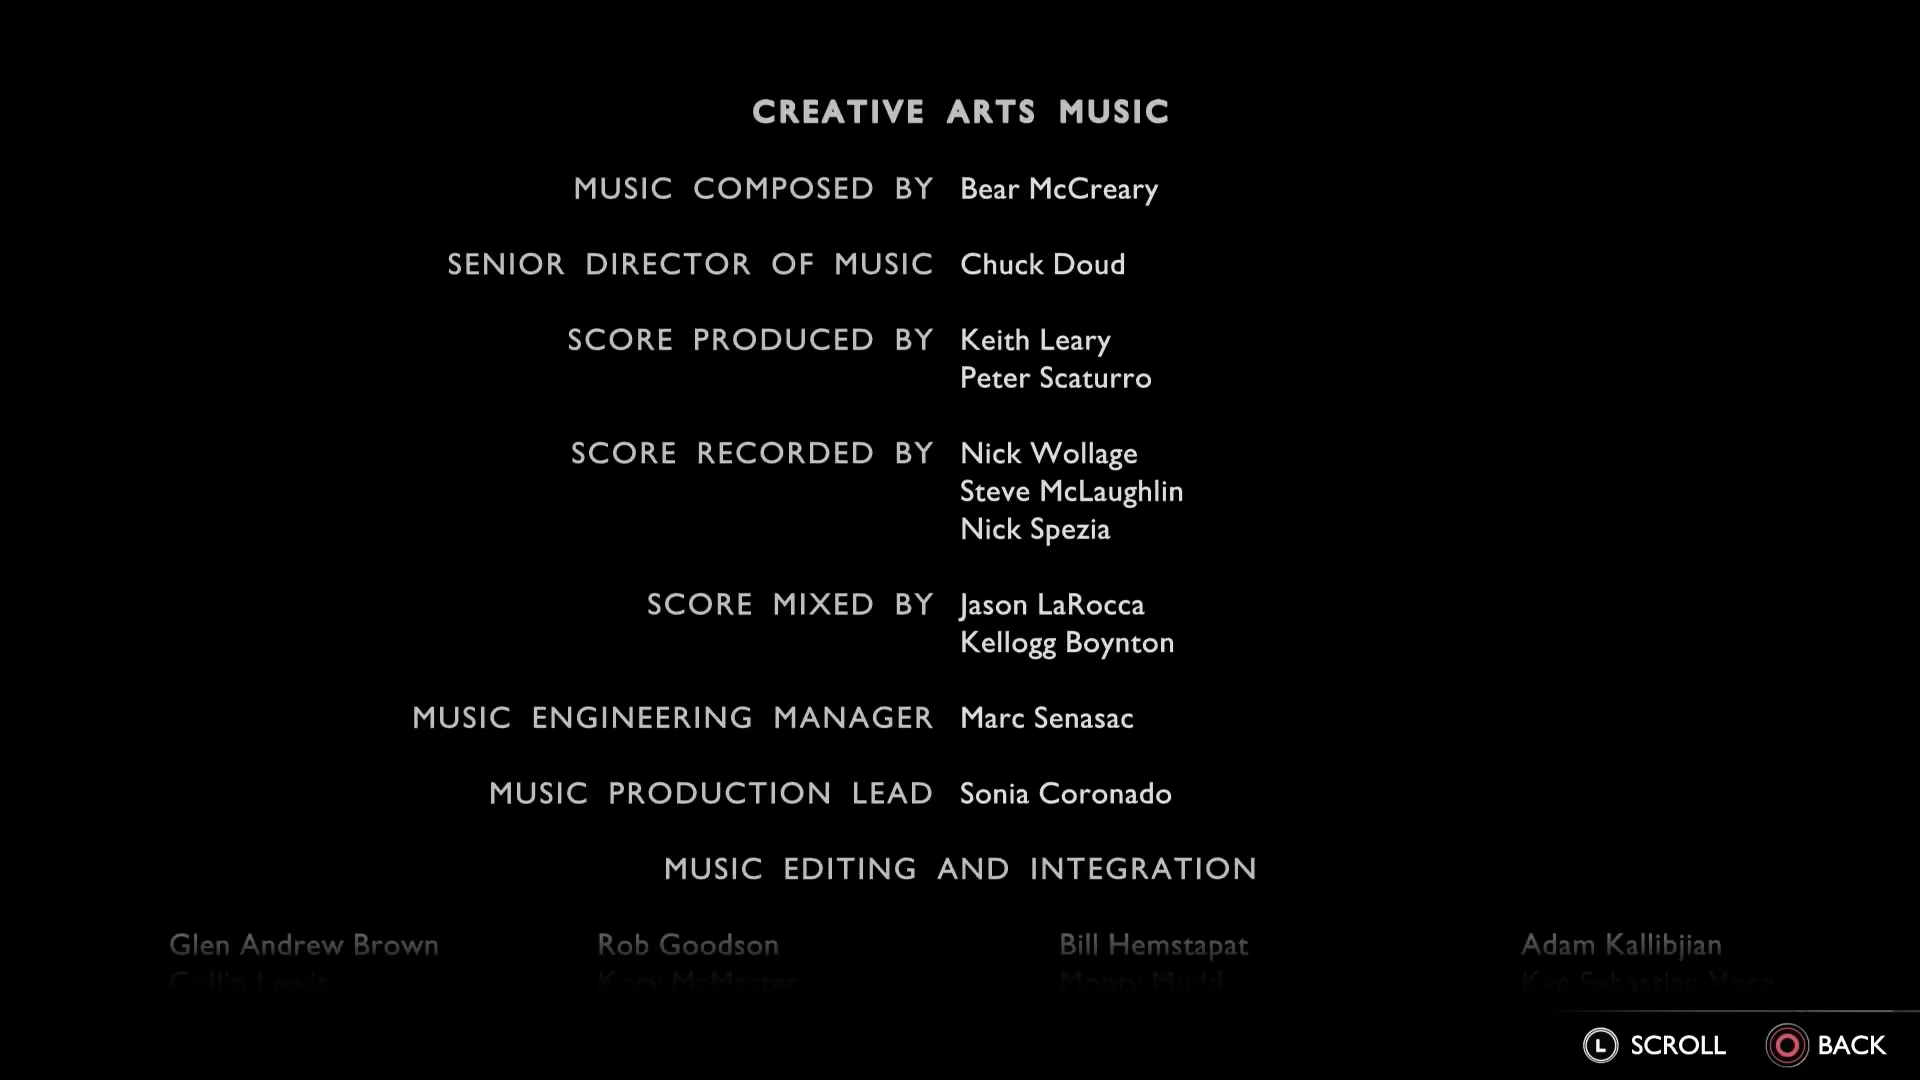 CREATIVE ARTS MUSIC
MUSIC COMPOSED BY Bear McCreary
SENIOR DIRECTOR OF MUSIC Chuck Doud
SCORE PRODUCED BY Keith Leary
Peter Scaturro
SCORE RECORDED BY Nick Wollage
Steve McLaughlin
Nick Spezia
SCORE MIXED BY Jason LaRocca
Kellogg Boynton
MUSIC ENGINEERING MANAGER Marc Senasac
MUSIC PRODUCTION LEAD Sonia Coronado
MUSIC EDITING AND INTEGRATION
Glen Andrew Brown Rob Goodson Bill Hemstapat Adam Kallibjian
Monty Mudd
L SCROLL BACK